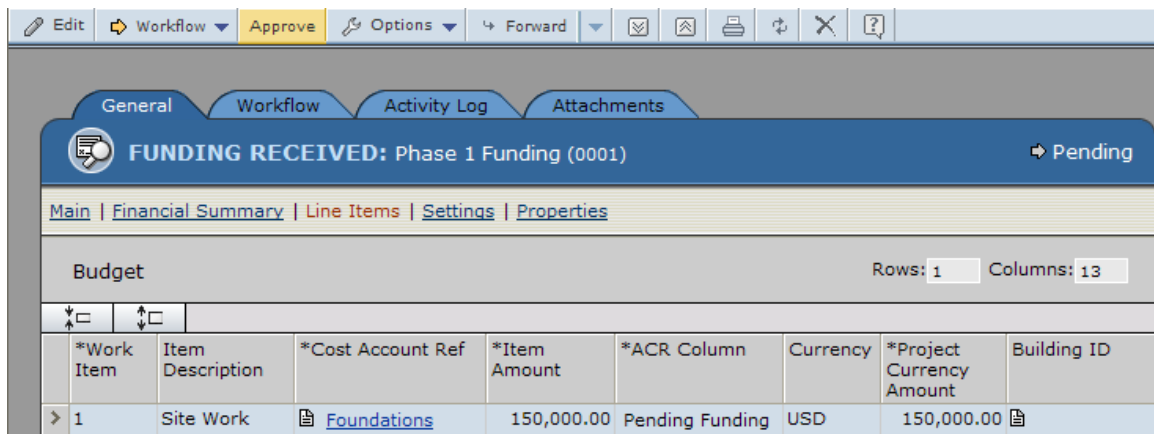 Edit Workflow Approve Options Forward
General Workflow Activity Log Attachments
FUNDING RECEIVED: Phase 1 Funding (0001) Pending
Main | Financial Summary | Line Items | Settings | Properties
Budget Rows: 1 Columns: 13
*Work Item Item Description *Cost Account Ref *Item Amount *ACR Column Currency *Project Currency Amount Building ID
1 Site Work Foundations 150,000.00 Pending Funding USD 150,000.00